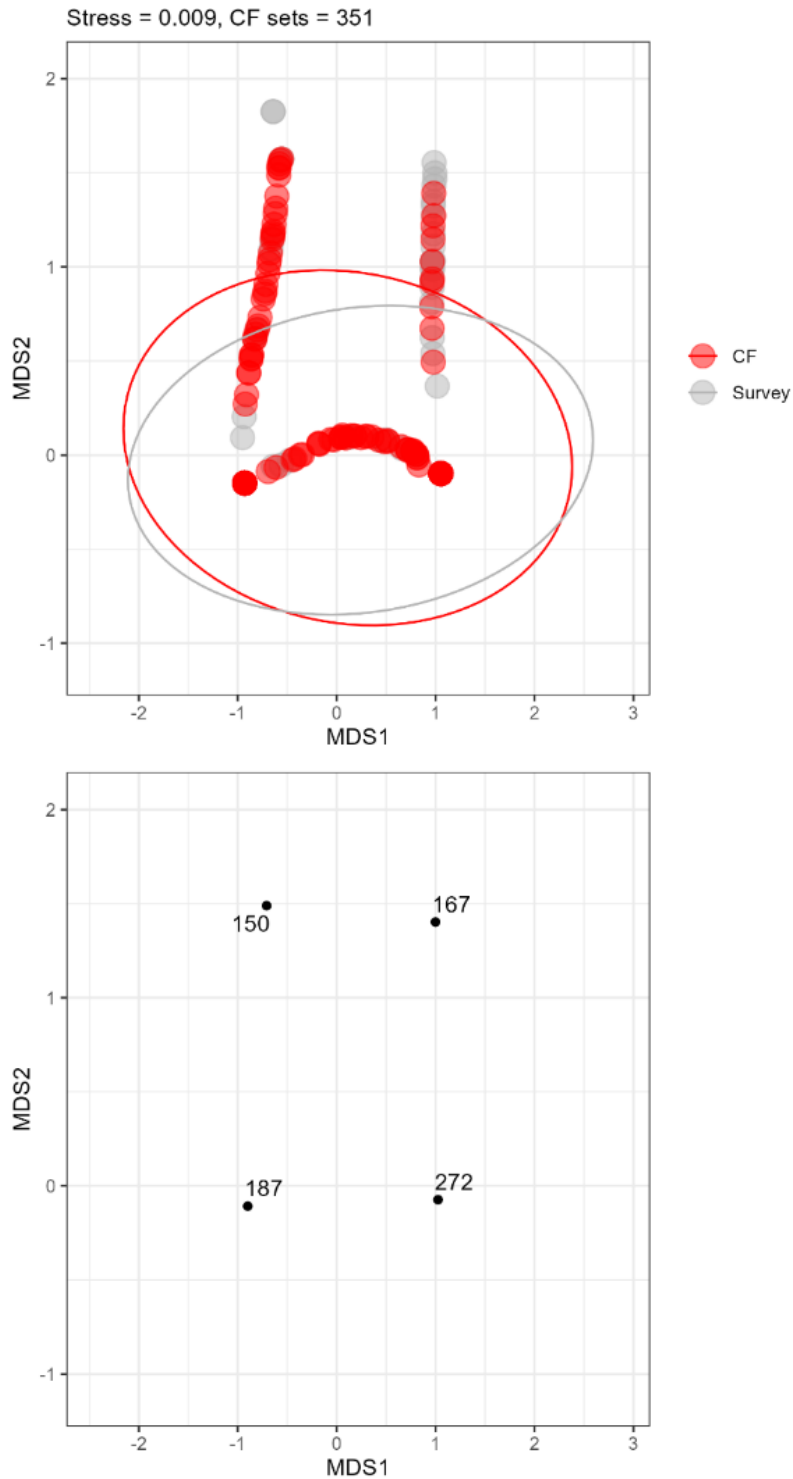 Stress = 0.009, CF sets = 351
2
1
0
-1
MDS2
-2 -1 0 1 2 3
MDS1
CF
Survey
2
1
0
-1
MDS2
150
167
187
272
-2 -1 0 1 2 3
MDS1